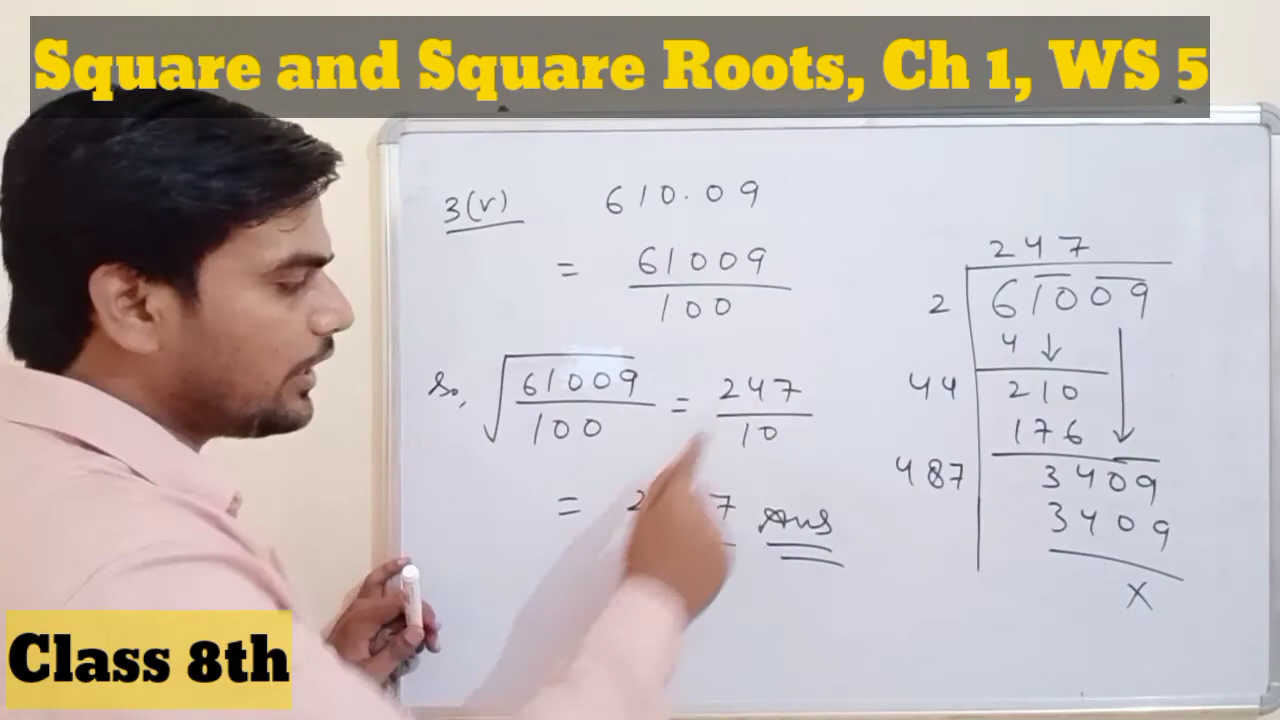 Square and Square Roots, Ch 1, WS 5
3(v) 610.09
= 61009
100
So, √ 61009 = 247
100 10
= 7 Ans
247
2 61009
4 ↓
44 210
176
487 3409
3409
x
Class 8th